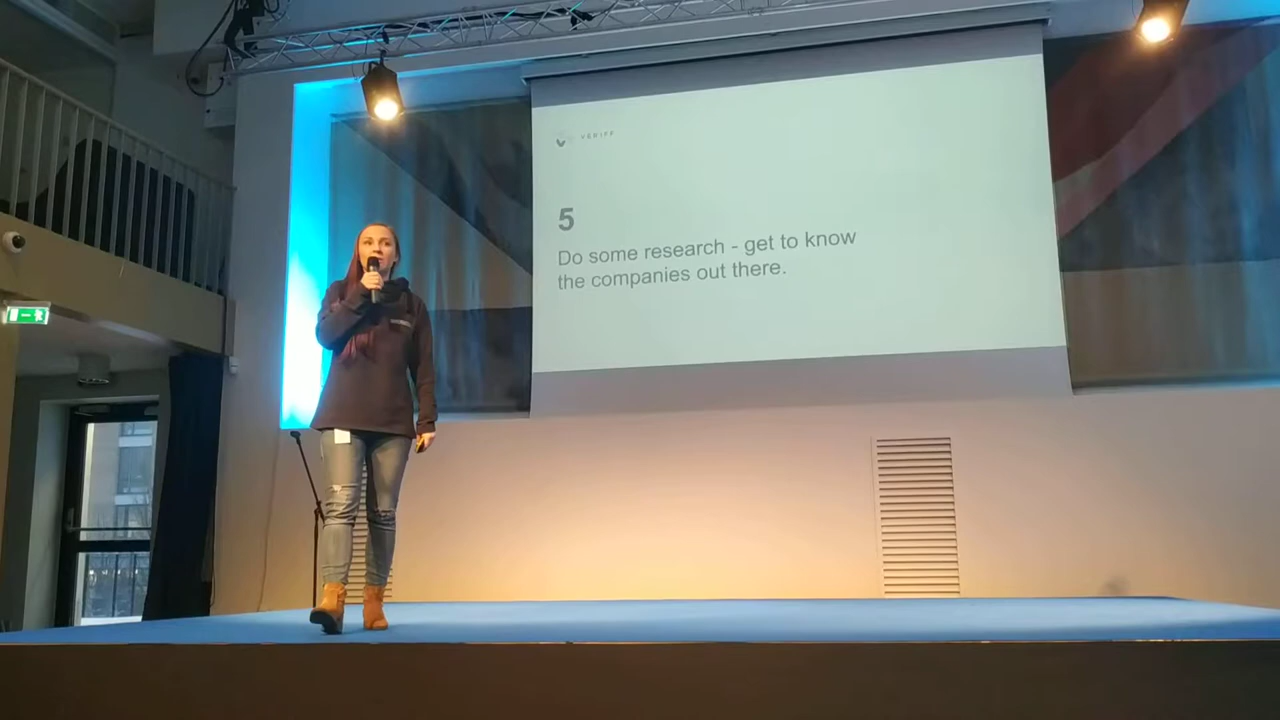 VERIFF
5
Do some research - get to know
the companies out there.